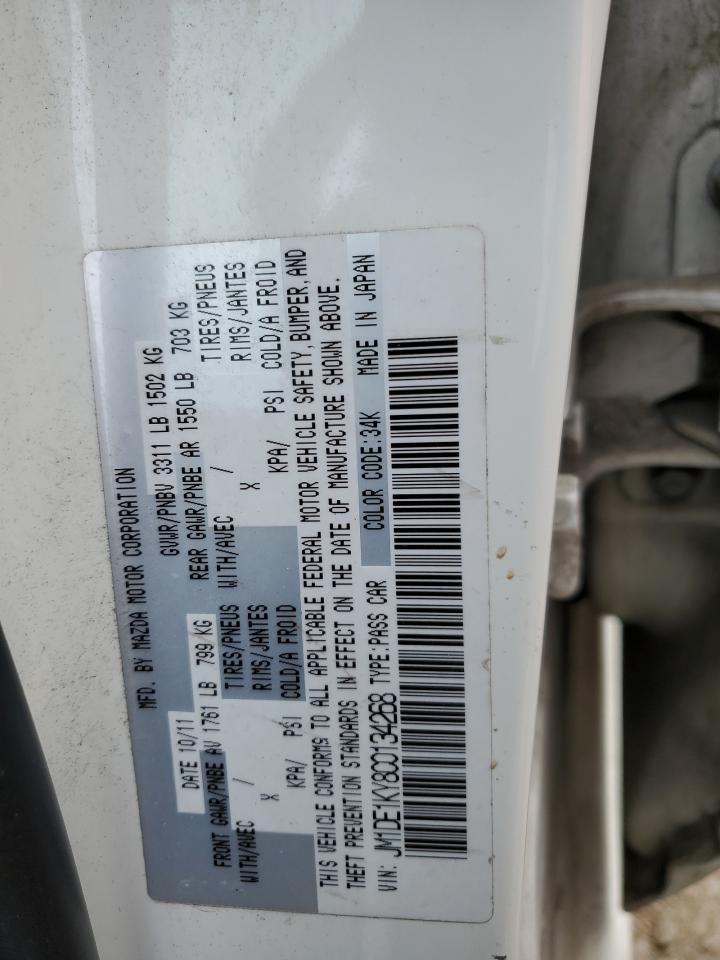 MFD. BY MAZDA MOTOR CORPORATION
DATE 10/11 GVWR/PNBV 3311 LB 1502 KG
FRONT GAWR/PNBE AV 1761 LB 799 KG REAR GAWR/PNBE AR 1550 LB 703 KG
WITH/AVEC / TIRES/PNEUS WITH/AVEC / TIRES/PNEUS
X RIMS/JANTES X RIMS/JANTES
KPA/ PSI COLD/A FROID KPA/ PSI COLD/A FROID
THIS VEHICLE CONFORMS TO ALL APPLICABLE FEDERAL MOTOR VEHICLE SAFETY, BUMPER, AND
THEFT PREVENTION STANDARDS IN EFFECT ON THE DATE OF MANUFACTURE SHOWN ABOVE.
VIN: JM1DE1KY8C0134268 TYPE:PASS CAR COLOR CODE:34K MADE IN JAPAN